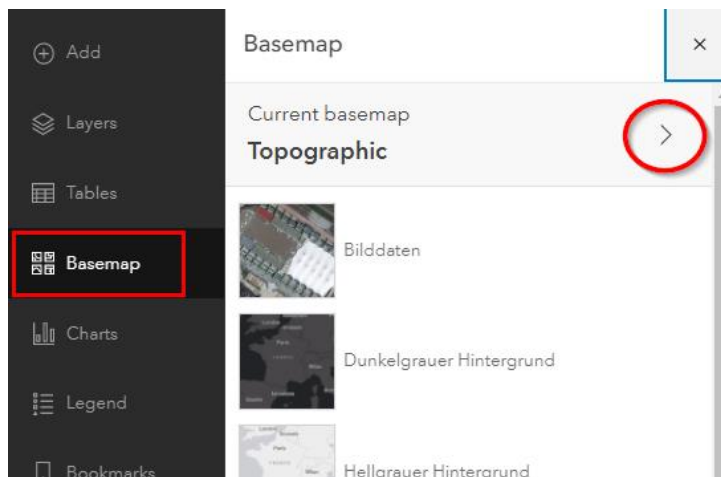 Add
Layers
Tables
Basemap
Charts
Legend
Bookmarks
Basemap
Current basemap
Topographic
Bilddaten
Dunkelgrauer Hintergrund
Hellgrauer Hintergrund